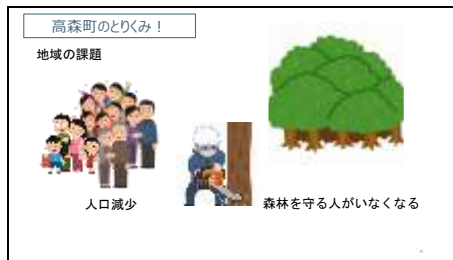 高森町のとりくみ！
地域の課題
人口減少
森林を守る人がいなくなる